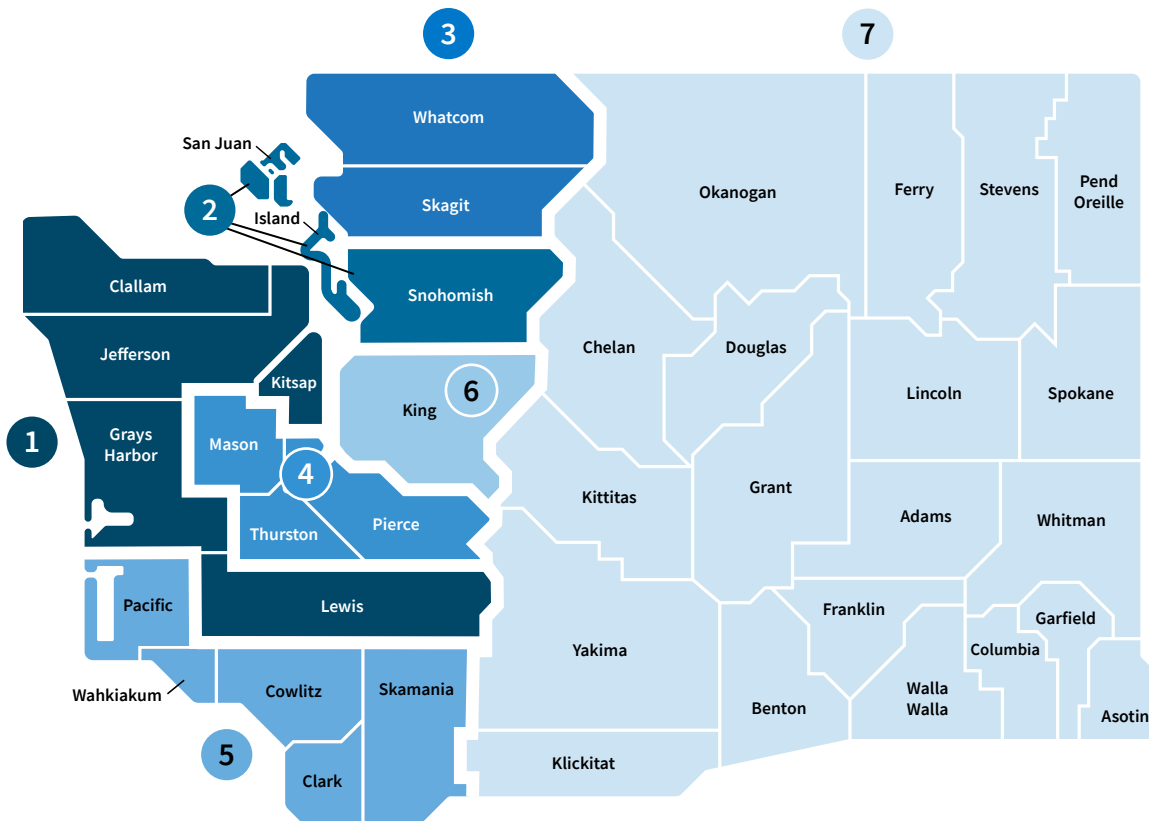 3
7
Whatcom
San Juan
Okanogan
Ferry
Stevens
Pend
Oreille
2
Island
Skagit
Clallam
Snohomish
Jefferson
Chelan
Douglas
Kitsap
King
6
Lincoln
Spokane
1
Grays
Harbor
Mason
4
Kittitas
Grant
Thurston
Pierce
Adams
Whitman
Pacific
Lewis
Franklin
Garfield
Yakima
Columbia
Wahkiakum
Cowlitz
Skamania
Walla
Walla
Benton
Asotin
5
Clark
Klickitat